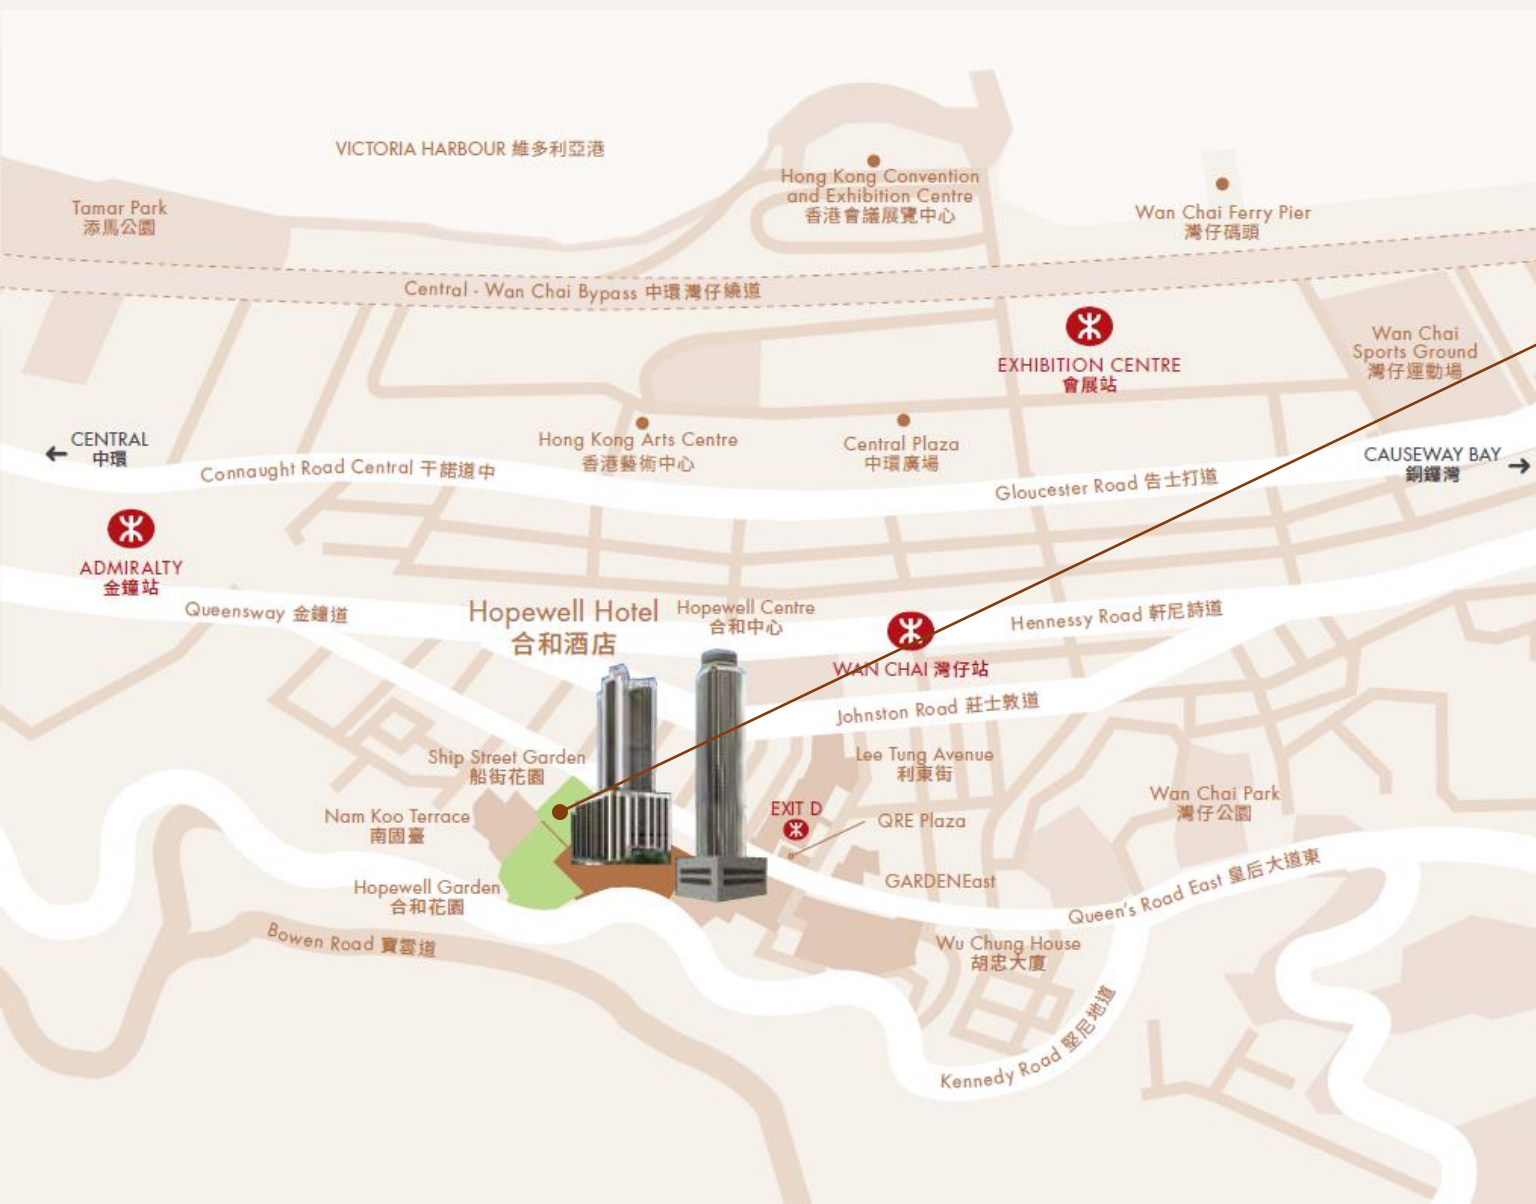 VICTORIA HARBOUR 維多利亞港
Hong Kong Convention
and Exhibition Centre
香港會議展覽中心
Tamar Park
添馬公園
Wan Chai Ferry Pier
灣仔碼頭
Central - Wan Chai Bypass 中環灣仔繞道
Wan Chai
Sports Ground
灣仔運動場
EXHIBITION CENTRE
會展站
CENTRAL
中環
Hong Kong Arts Centre
香港藝術中心
Central Plaza
中環廣場
CAUSEWAY BAY
銅鑼灣
Connaught Road Central 干諾道中
Gloucester Road 告士打道
ADMIRALTY
金鐘站
Queensway 金鐘道
Hopewell Hotel
合和酒店
Hopewell Centre
合和中心
Hennessy Road 軒尼詩道
WAN CHAI 灣仔站
Johnston Road 莊士敦道
Ship Street Garden
船街花園
Lee Tung Avenue
利東街
Nam Koo Terrace
南固臺
EXIT D
QRE Plaza
Wan Chai Park
灣仔公園
Hopewell Garden
合和花園
GARDENEast
Queen's Road East 皇后大道東
Bowen Road 寶雲道
Wu Chung House
胡忠大廈
Kennedy Road 堅尼地道